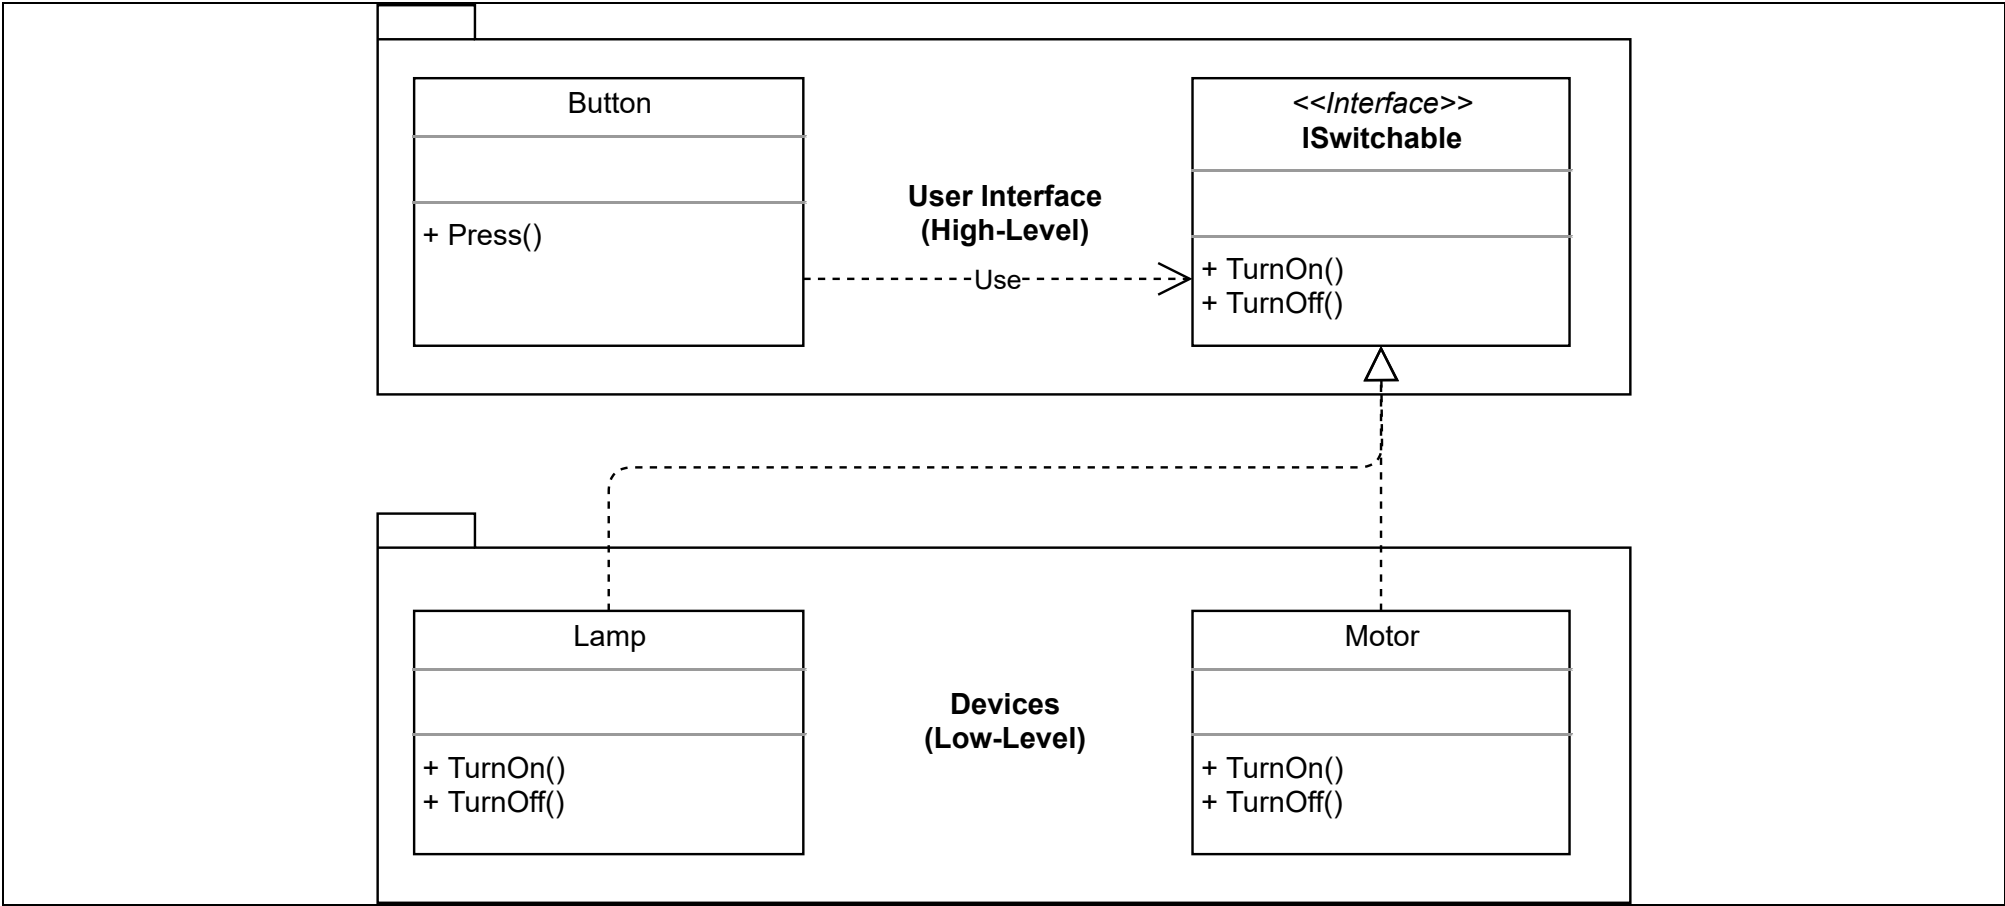 Button
+ Press()
User Interface
(High-Level)
Use
<<Interface>>
ISwitchable
+ TurnOn()
+ TurnOff()
Lamp
+ TurnOn()
+ TurnOff()
Devices
(Low-Level)
Motor
+ TurnOn()
+ TurnOff()